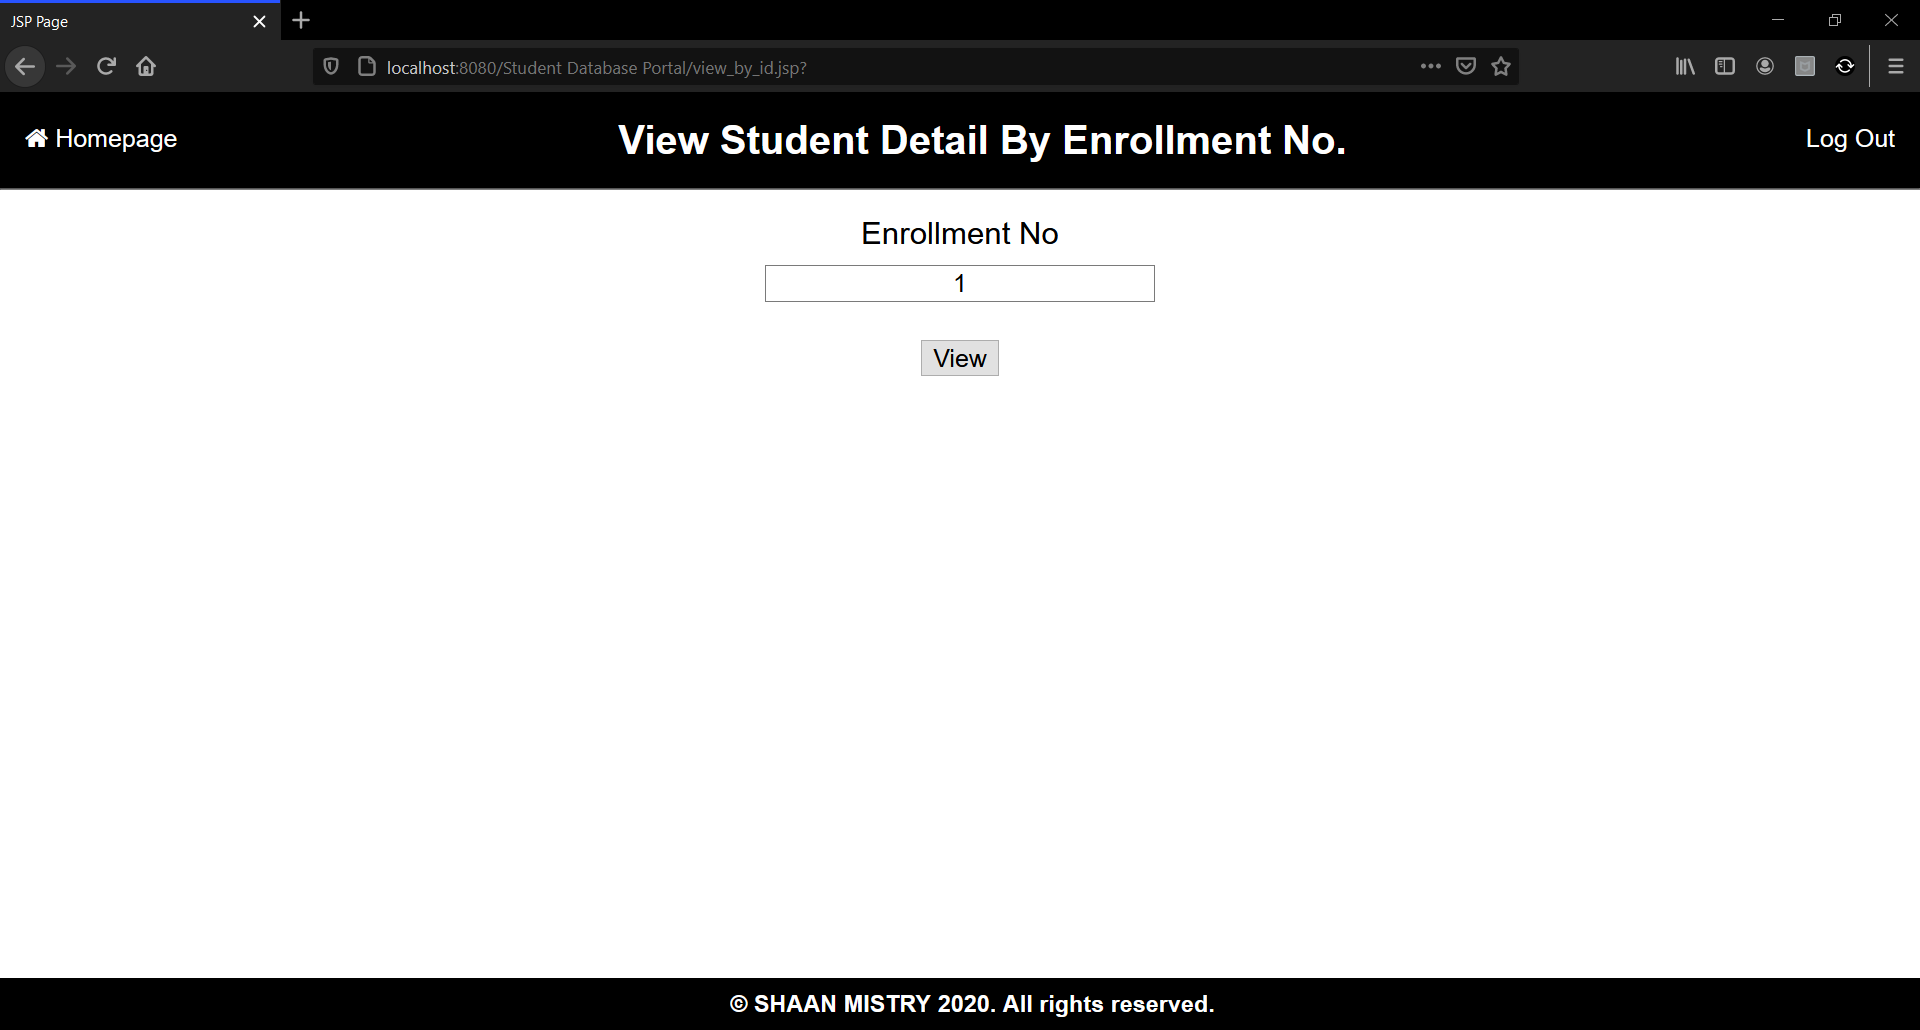 JSP Page
localhost:8080/Student Database Portal/view_by_id.jsp?
Homepage
View Student Detail By Enrollment No.
Log Out
Enrollment No
1
View
© SHAAN MISTRY 2020. All rights reserved.